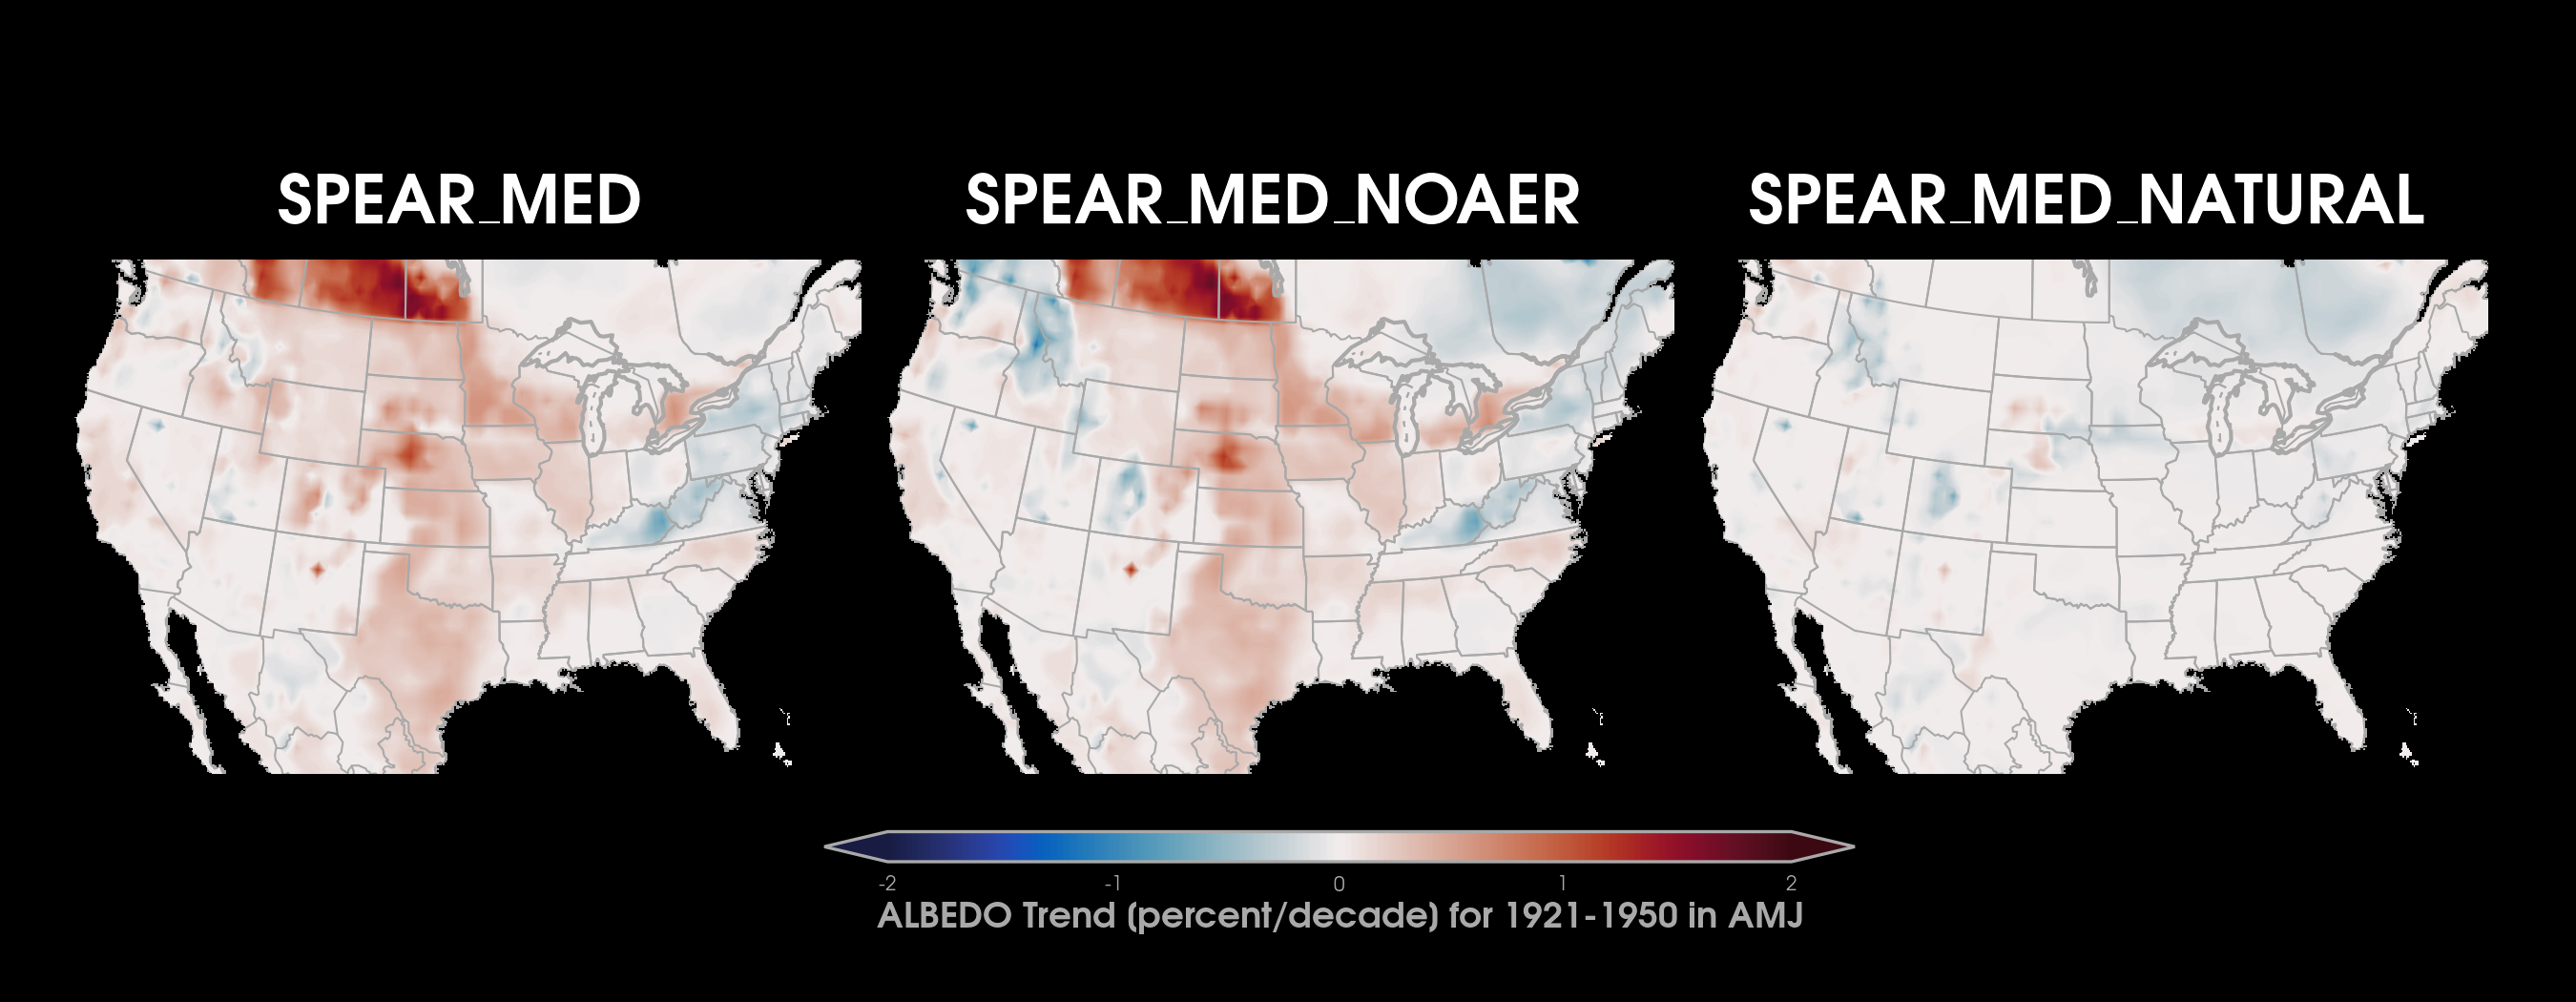 SPEAR_MED SPEAR_MED_NOAER SPEAR_MED_NATURAL
-2 -1 0 1 2
ALBEDO Trend (percent/decade) for 1921-1950 in AMJ